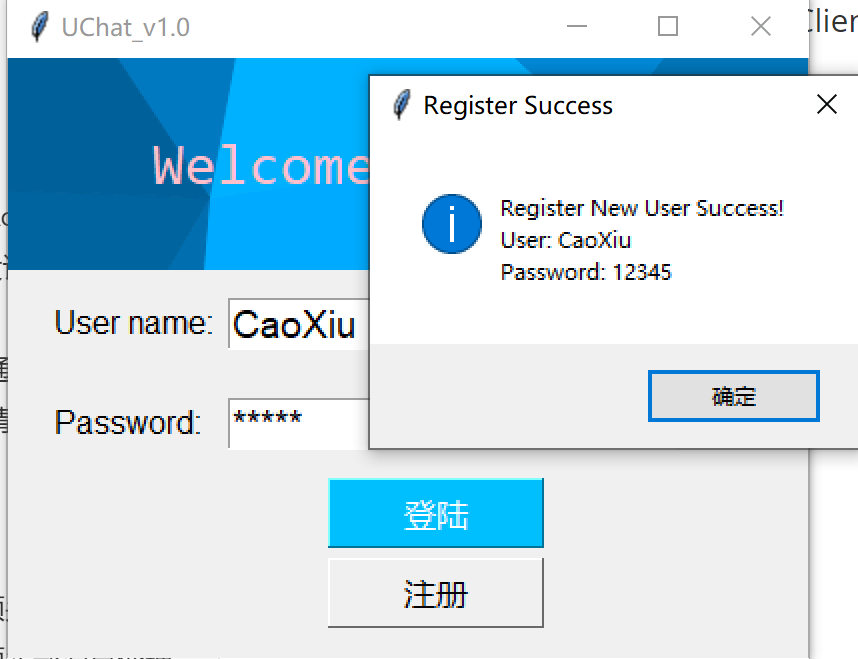 UChat_v1.0
Register Success
Welcome
Register New User Success!
User: CaoXiu
Password: 12345
确定
User name: CaoXiu
Password: *****
登陆
注册